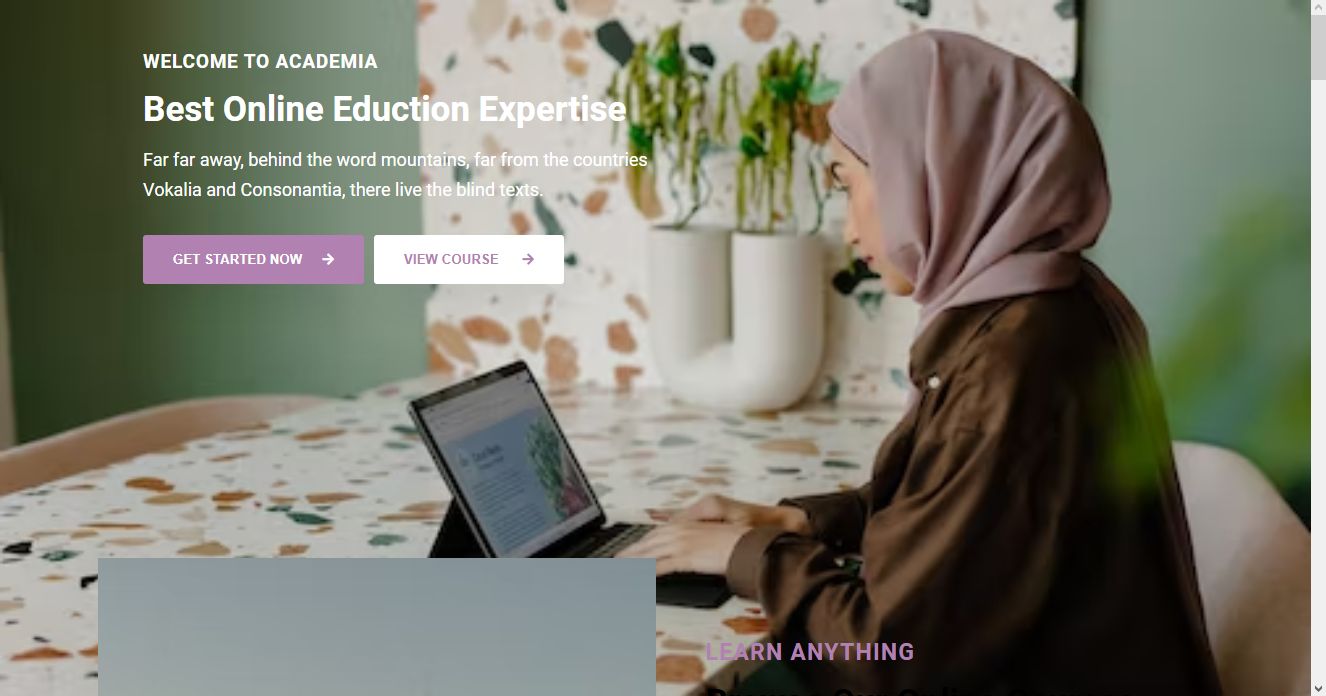 WELCOME TO ACADEMIA
Best Online Eduction Expertise
Far far away, behind the word mountains, far from the countries
Vokalia and Consonantia, there live the blind texts.
GET STARTED NOW
VIEW COURSE
LEARN ANYTHING